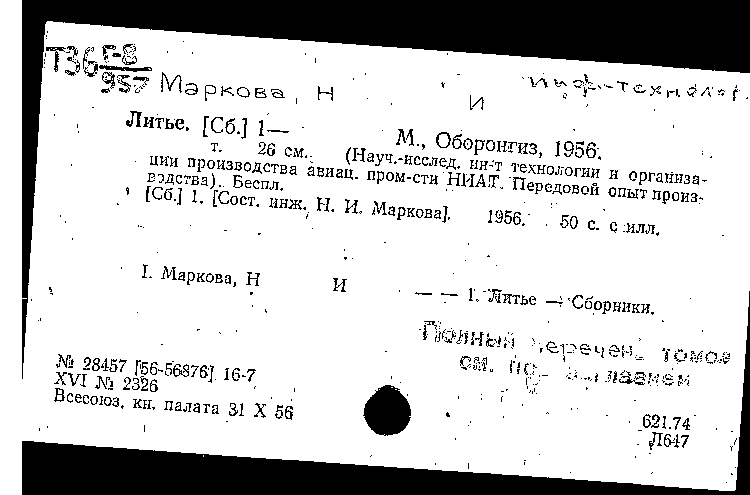 Т36 Г-8
957
Маркова, Н И
инф-технолог.
Литье. [Сб.] 1— М., Оборонгиз, 1956.
т. 26 см. (Науч.-исслед. ин-т технологии и организа-
ции производства авиац. пром-сти НИАТ. Передовой опыт произ-
водства). Беспл.
[Сб.] 1. [Сост. инж. Н. И. Маркова]. 1956. 50 с. с илл.
I. Маркова, Н И — — 1. Литье — Сборники.
Полный перечень томов
см. под заглавием
№ 28457 [56-56876] 16-7
XVI № 2326
Всесоюз. кн. палата 31 X 56
621.74
Л647